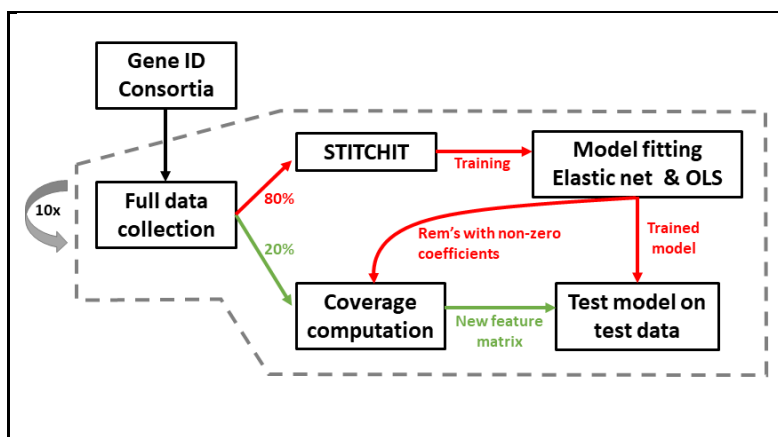 Gene ID
Consortia
STITCHIT
Training
Model fitting
Elastic net & OLS
10x
Full data
collection
80%
20%
Rem's with non-zero
coefficients
Trained
model
Coverage
computation
New feature
matrix
Test model on
test data